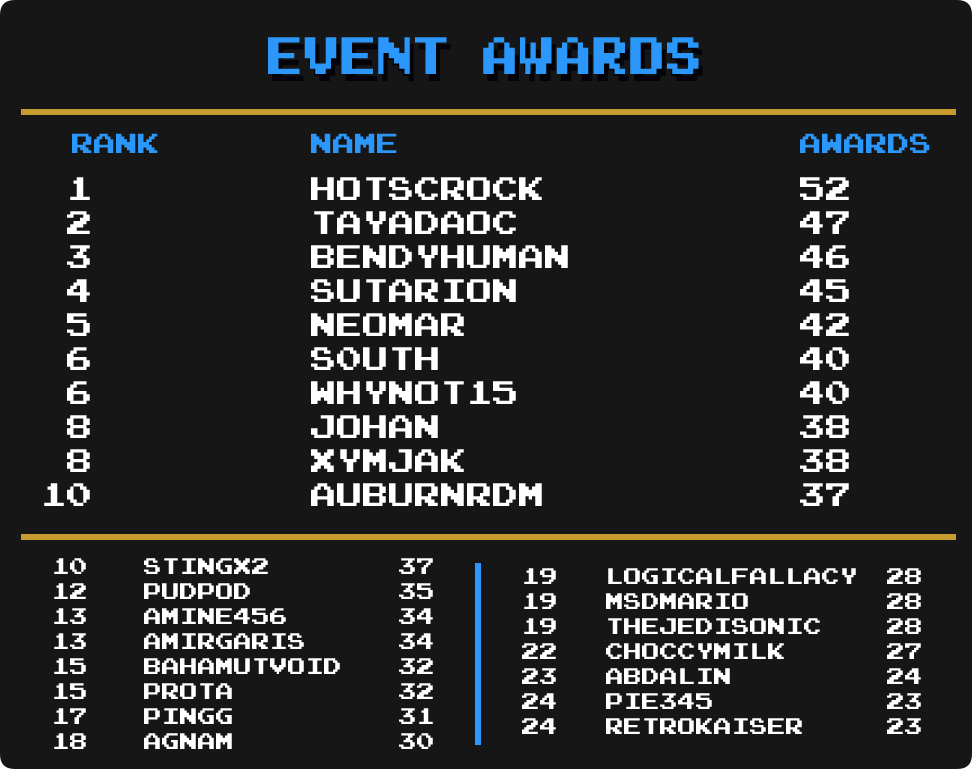 EVENT AWARDS
RANK NAME AWARDS
1 HOTSCROCK 52
2 TAYADAOC 47
3 BENDYHUMAN 46
4 SUTARION 45
5 NEOMAR 42
6 SOUTH 40
6 WHYNOT15 40
8 JOHAN 38
8 XYMJAK 38
10 AUBURNRDM 37
10 STINGX2 37
12 PUDPOD 35
13 AMINE456 34
13 AMIRGARIS 34
15 BAHAMUTVOID 32
15 PROTA 32
17 PINGG 31
18 AGNAM 30
19 LOGICALFALLACY 28
19 MSDMARIO 28
19 THEJEDISONIC 28
22 CHOCCYMILK 27
23 ABDALIN 24
24 PIE345 23
24 RETROKAISER 23